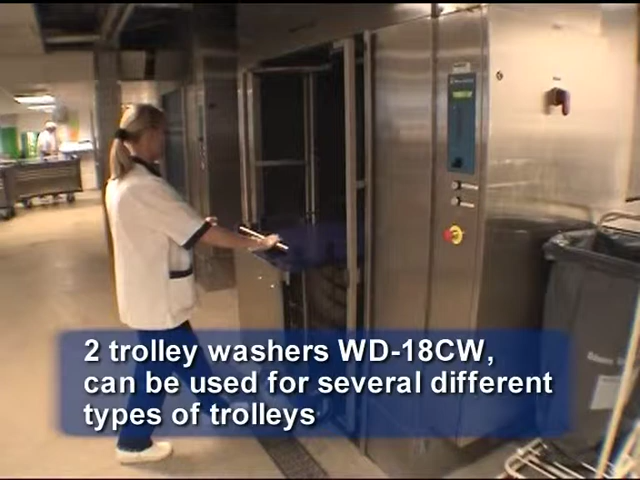 2 trolley washers WD-18CW,
can be used for several different
types of trolleys